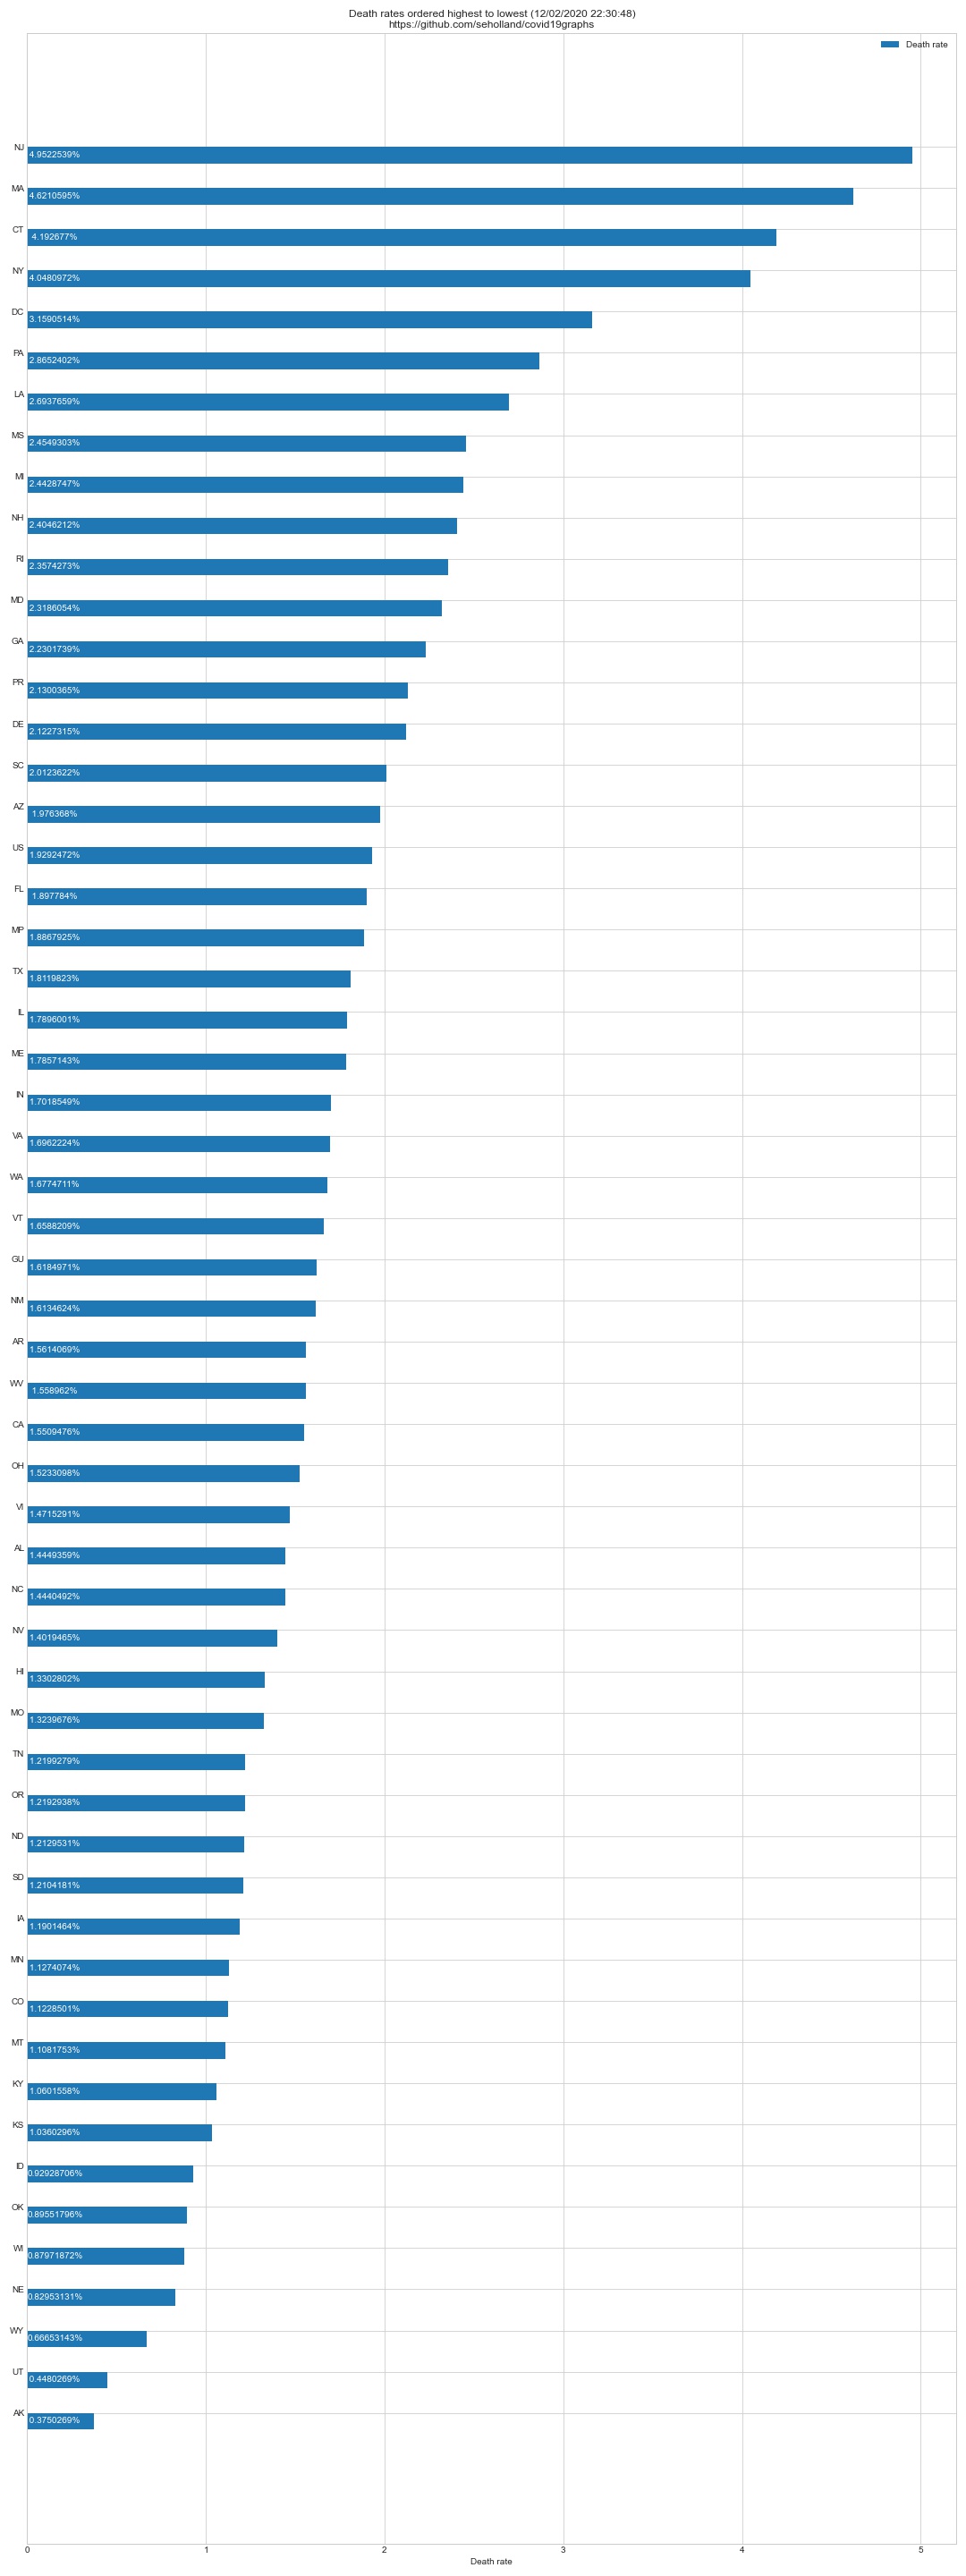 Death rates ordered highest to lowest (12/02/2020 22:30:48)
https://github.com/seholland/covid19graphs
Death rate
NJ 4.9522539%
MA 4.6210595%
CT 4.192677%
NY 4.0480972%
DC 3.1590514%
PA 2.8652402%
LA 2.6937659%
MS 2.4549303%
MI 2.4428747%
NH 2.4046212%
RI 2.3574273%
MD 2.3186054%
GA 2.2301739%
PR 2.1300365%
DE 2.1227315%
SC 2.0123622%
AZ 1.976368%
US 1.9292472%
FL 1.897784%
MP 1.8867925%
TX 1.8119823%
IL 1.7896001%
ME 1.7857143%
IN 1.7018549%
VA 1.6962224%
WA 1.6774711%
VT 1.6588209%
GU 1.6184971%
NM 1.6134624%
AR 1.5614069%
WV 1.558962%
CA 1.5509476%
OH 1.5233098%
VI 1.4715291%
AL 1.4449359%
NC 1.4440492%
NV 1.4019465%
HI 1.3302802%
MO 1.3239676%
TN 1.2199279%
OR 1.2192938%
ND 1.2129531%
SD 1.2104181%
IA 1.1901464%
MN 1.1274074%
CO 1.1228501%
MT 1.1081753%
KY 1.0601558%
KS 1.0360296%
ID 0.92928706%
OK 0.89551796%
WI 0.87971872%
NE 0.82953131%
WY 0.66653143%
UT 0.4480269%
AK 0.3750269%
0 1 2 3 4 5
Death rate